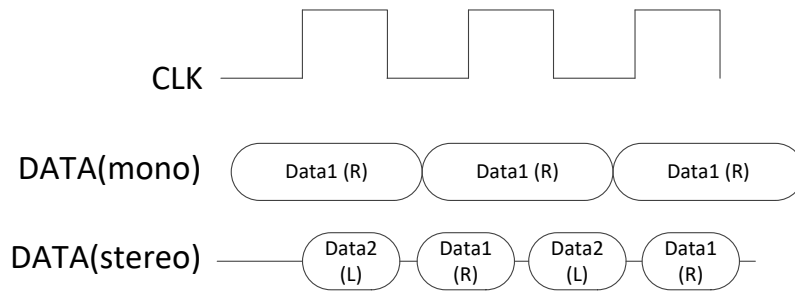 CLK
DATA(mono)
Data1 (R)
Data1 (R)
Data1 (R)
DATA(stereo)
Data2
(L)
Data1
(R)
Data2
(L)
Data1
(R)